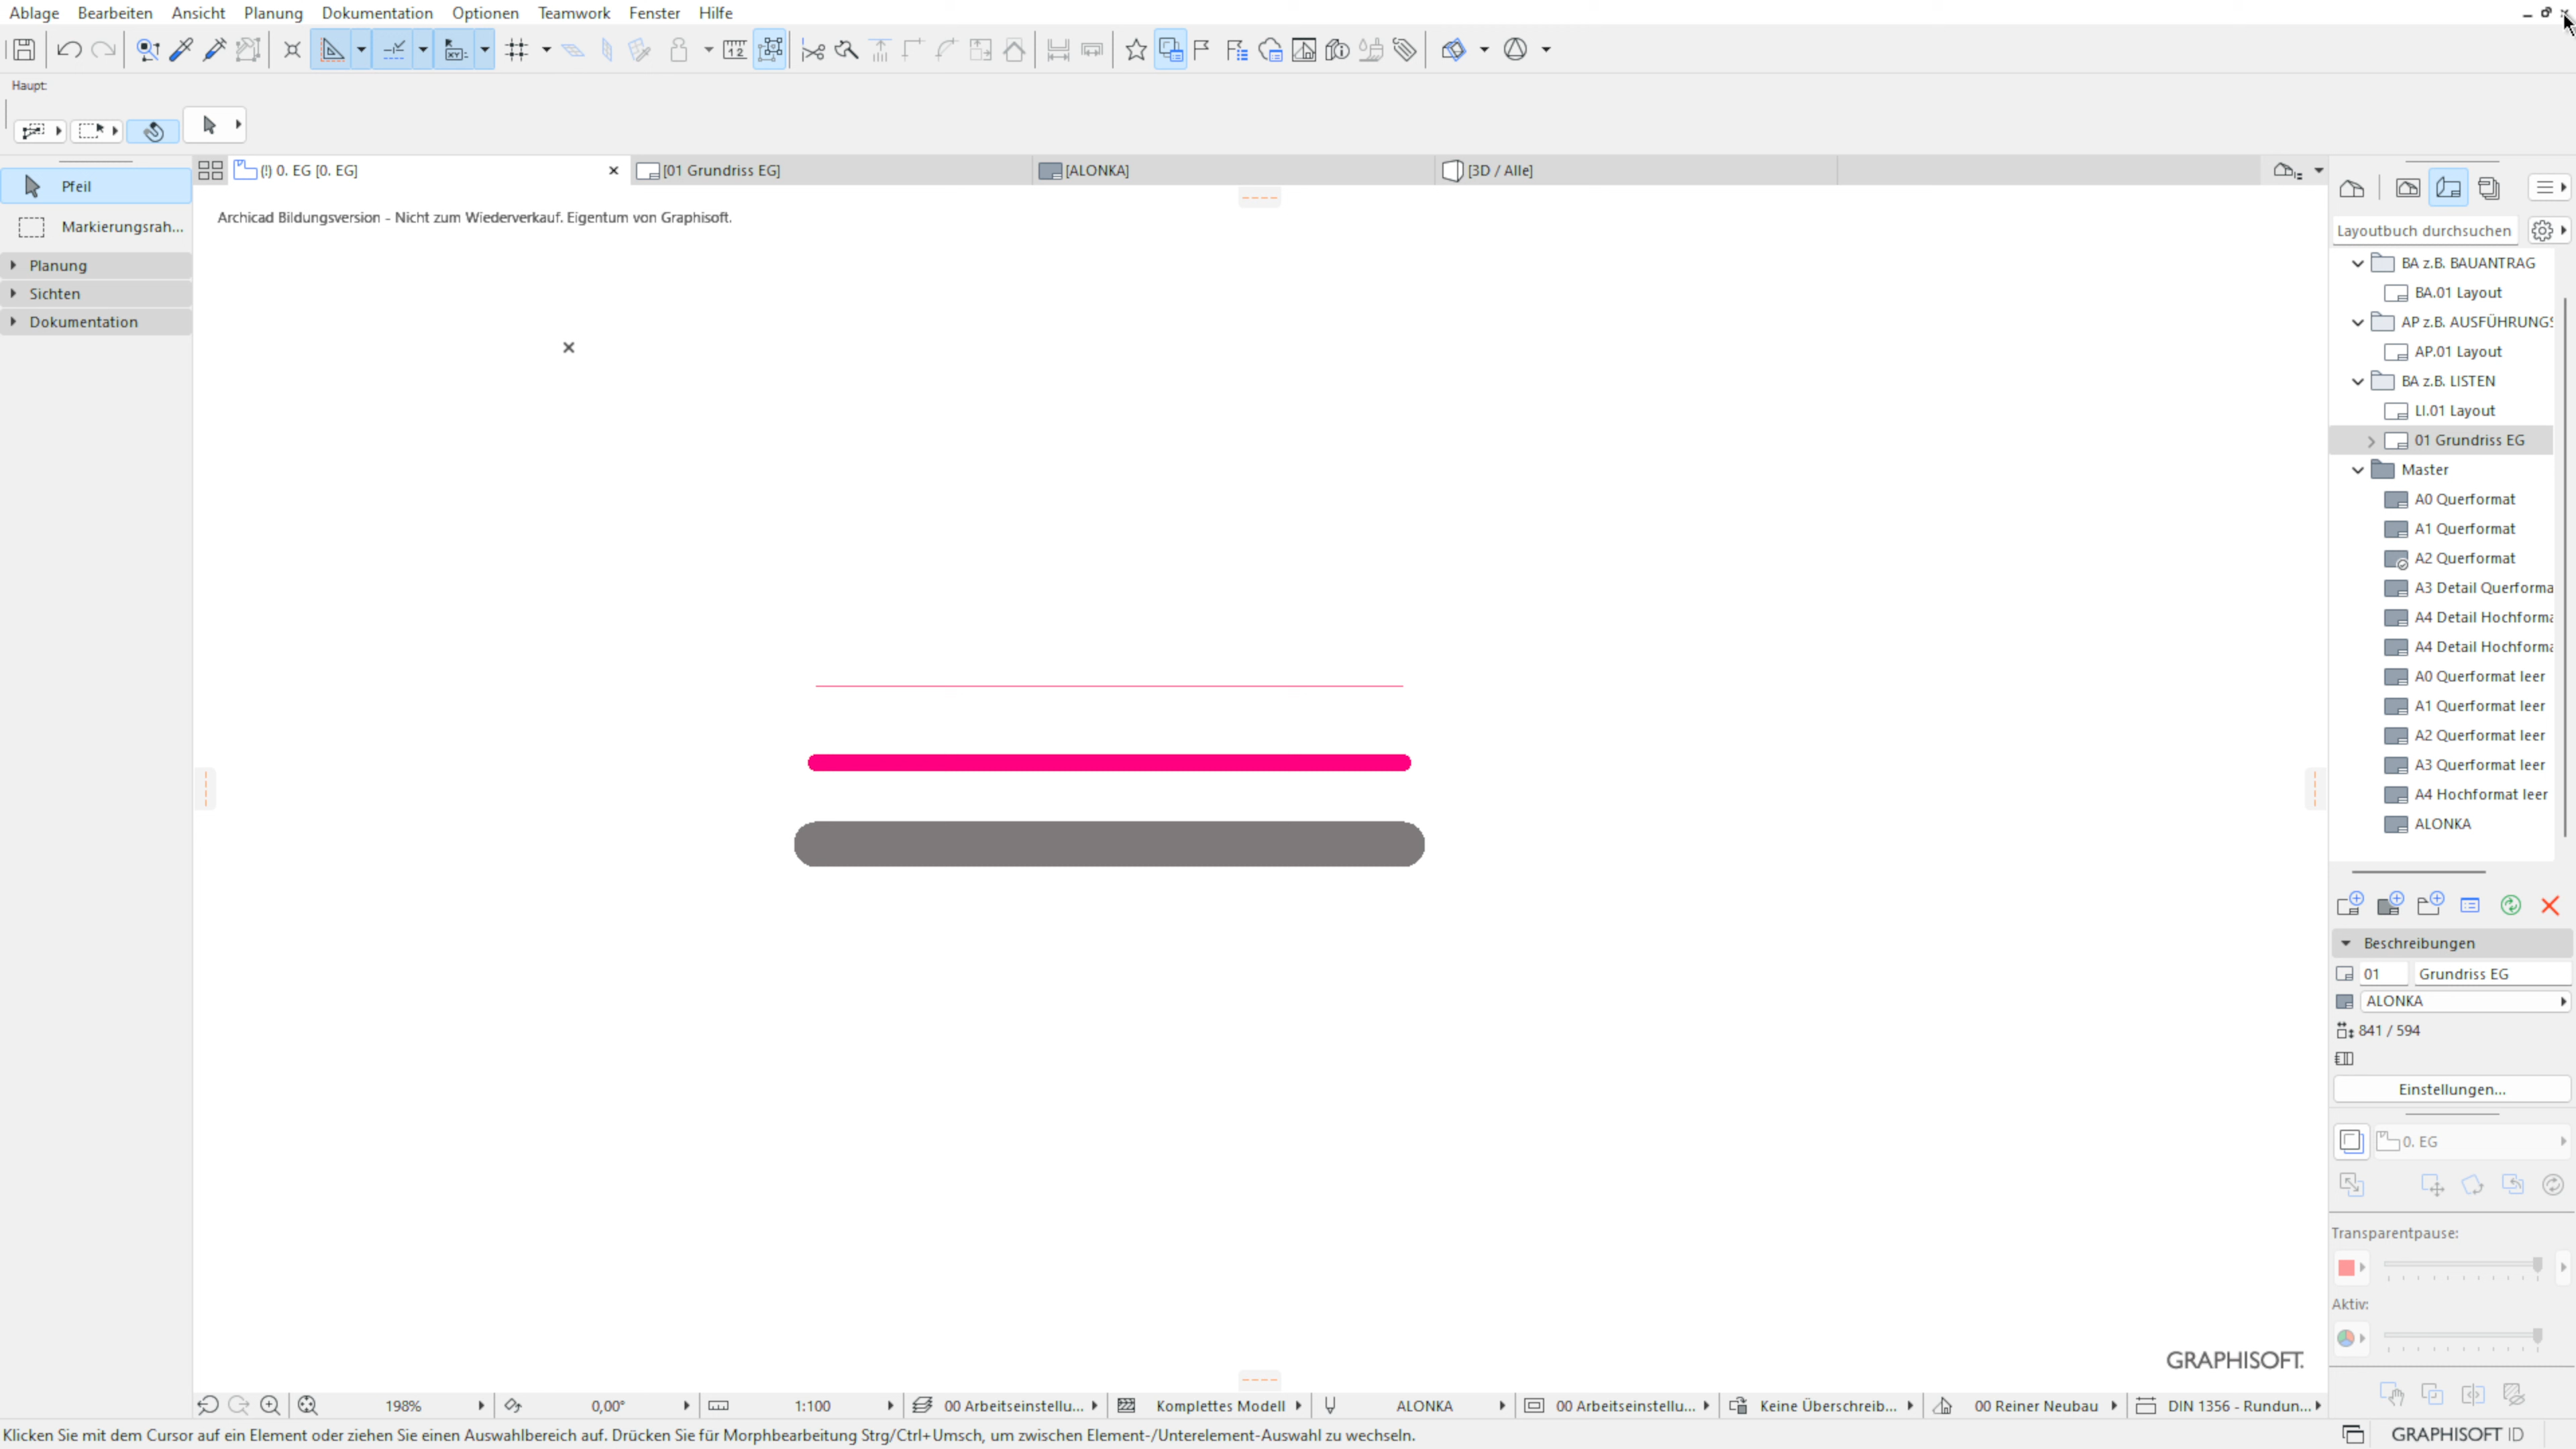 Ablage Bearbeiten Ansicht Planung Dokumentation Optionen Teamwork Fenster Hilfe
Haupt:
(!) 0. EG [0. EG]
[01 Grundriss EG]
[ALONKA]
[3D / Alle]
Pfeil
Markierungsrah...
Planung
Sichten
Dokumentation
Archicad Bildungsversion - Nicht zum Wiederverkauf. Eigentum von Graphisoft.
Layoutbuch durchsuchen
BA z.B. BAUANTRAG
BA.01 Layout
AP z.B. AUSFÜHRUNGS
AP.01 Layout
BA z.B. LISTEN
LI.01 Layout
01 Grundriss EG
Master
A0 Querformat
A1 Querformat
A2 Querformat
A3 Detail Querforma
A4 Detail Hochforma
A4 Detail Hochforma
A0 Querformat leer
A1 Querformat leer
A2 Querformat leer
A3 Querformat leer
A4 Hochformat leer
ALONKA
Beschreibungen
01 Grundriss EG
ALONKA
841 / 594
Einstellungen...
0. EG
Transparentpause:
Aktiv:
GRAPHISOFT.
198% 0,00° 1:100 00 Arbeitseinstellu... Komplettes Modell ALONKA 00 Arbeitseinstellu... Keine Überschreib... 00 Reiner Neubau DIN 1356 - Rundun...
Klicken Sie mit dem Cursor auf ein Element oder ziehen Sie einen Auswahlbereich auf. Drücken Sie für Morphbearbeitung Strg/Ctrl+Umsch, um zwischen Element-/Unterelement-Auswahl zu wechseln.
GRAPHISOFT ID